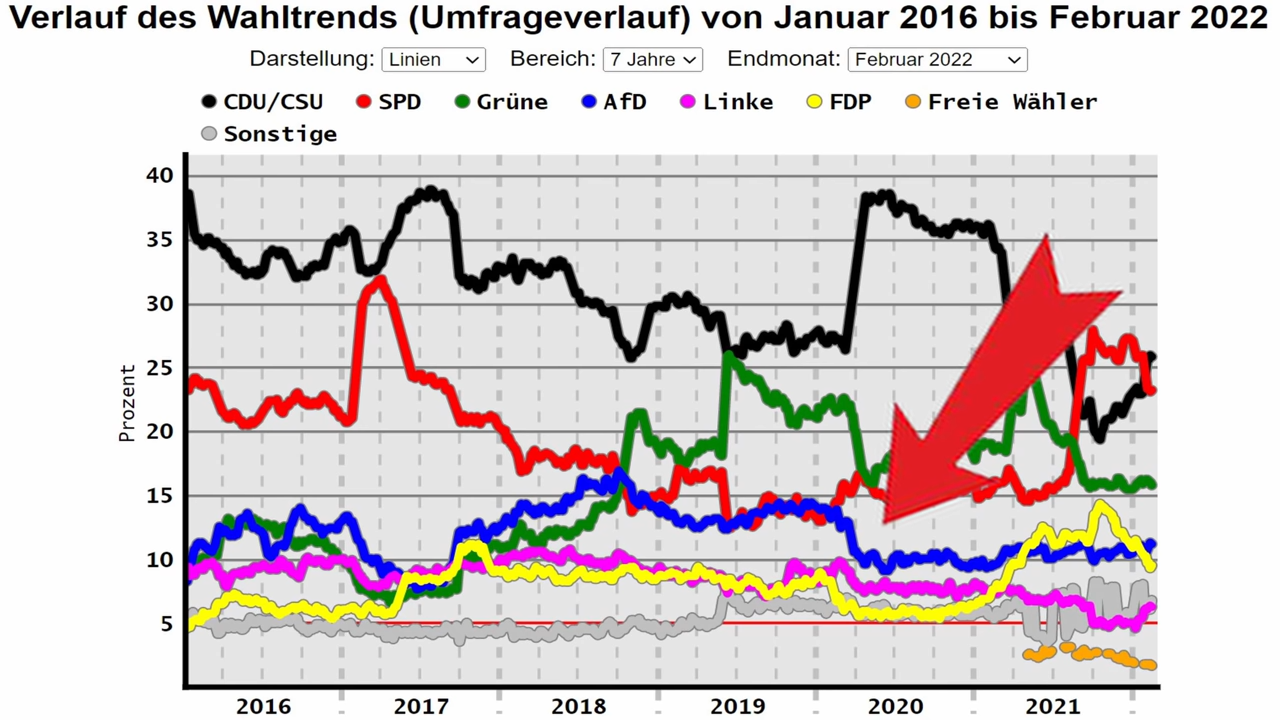 Verlauf des Wahltrends (Umfrageverlauf) von Januar 2016 bis Februar 2022
Darstellung: Linien Bereich: 7 Jahre Endmonat: Februar 2022
CDU/CSU SPD Grüne AfD Linke FDP Freie Wähler
Sonstige
40
35
30
25
20
15
10
5
Prozent
2016 2017 2018 2019 2020 2021